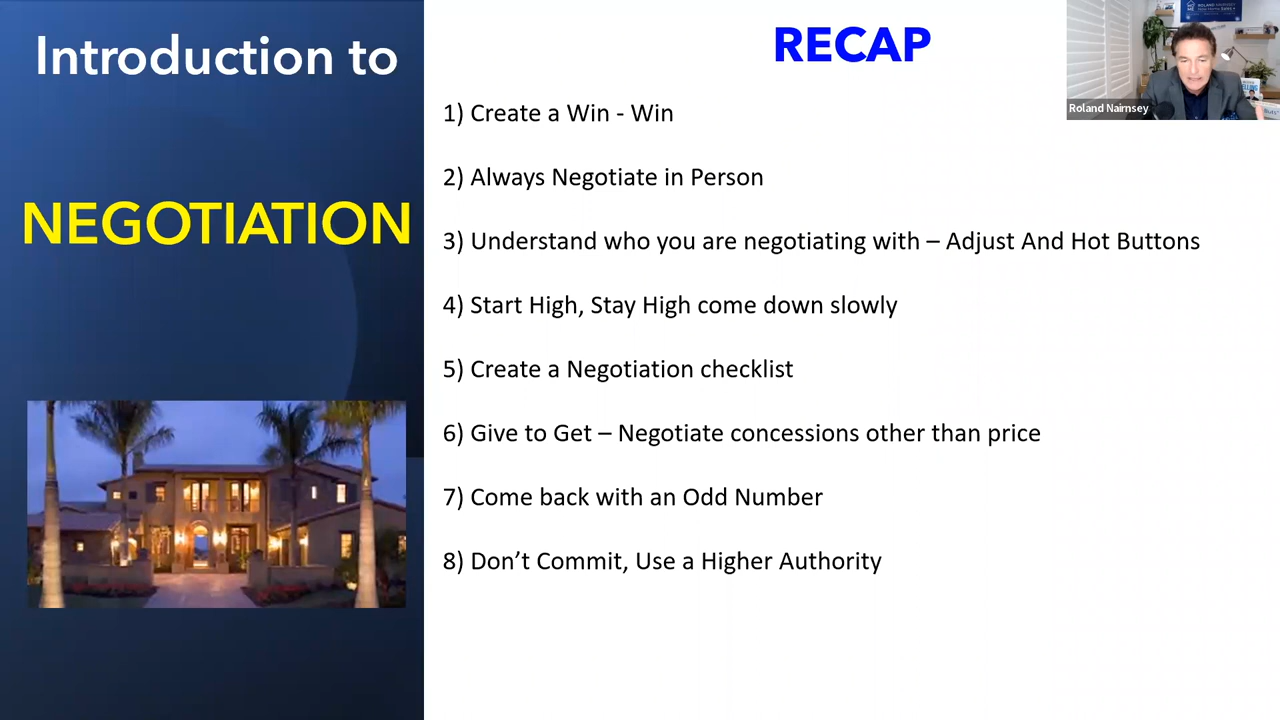 Introduction to
NEGOTIATION
RECAP
1) Create a Win - Win
2) Always Negotiate in Person
3) Understand who you are negotiating with – Adjust And Hot Buttons
4) Start High, Stay High come down slowly
5) Create a Negotiation checklist
6) Give to Get – Negotiate concessions other than price
7) Come back with an Odd Number
8) Don’t Commit, Use a Higher Authority
Roland Nairnsey